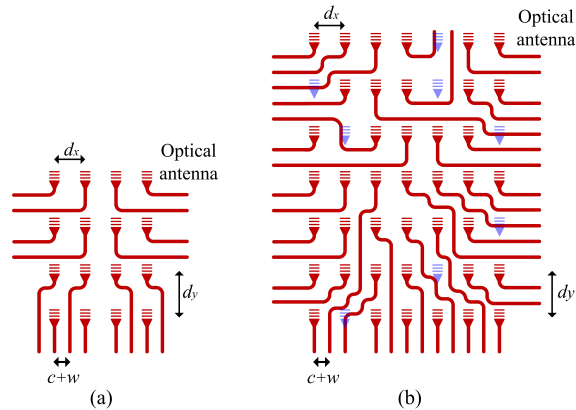 dx
Optical
antenna
dy
c+w
(a)
dx
Optical
antenna
dy
c+w
(b)